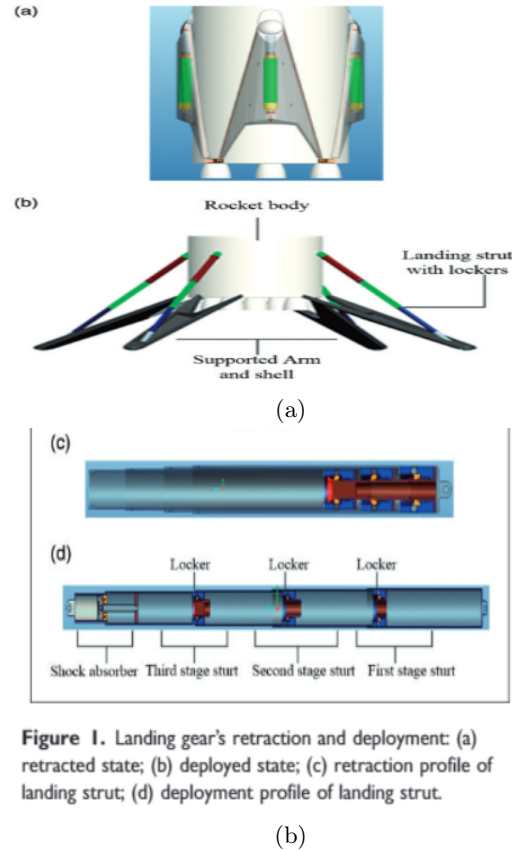 (a)
(b)
Rocket body
Landing strut
with lockers
Supported Arm
and shell
(a)
(c)
(d)
Locker Locker Locker
Shock absorber Third stage sturt Second stage sturt First stage sturt
Figure 1. Landing gear's retraction and deployment: (a)
retracted state; (b) deployed state; (c) retraction profile of
landing strut; (d) deployment profile of landing strut.
(b)